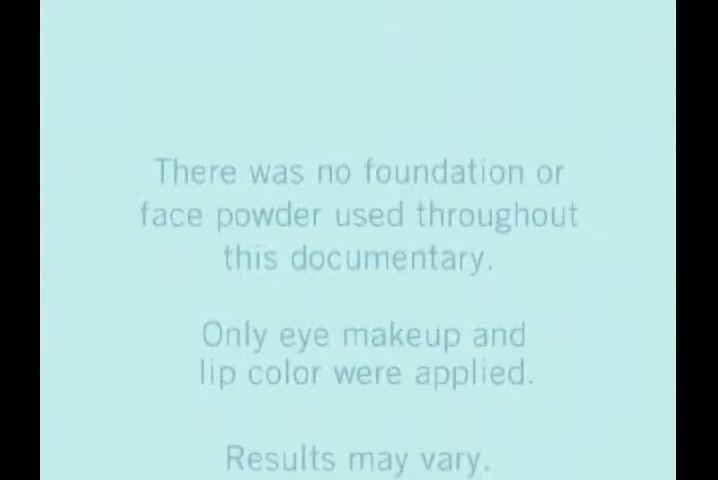 There was no foundation or
face powder used throughout
this documentary.
Only eye makeup and
lip color were applied.
Results may vary.